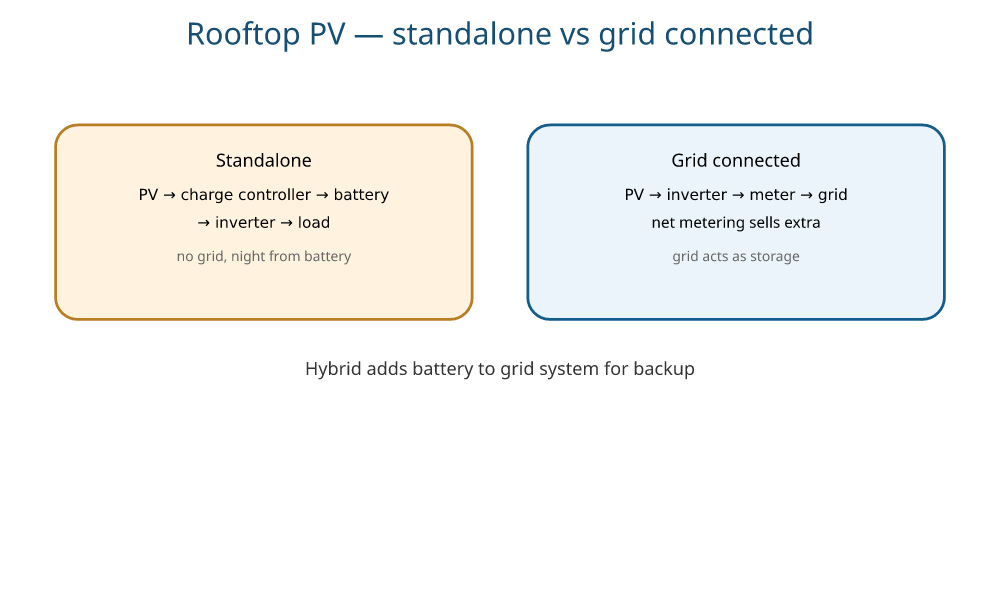 Rooftop PV — standalone vs grid connected
Standalone
PV → charge controller → battery
→ inverter → load
no grid, night from battery
Grid connected
PV → inverter → meter → grid
net metering sells extra
grid acts as storage
Hybrid adds battery to grid system for backup